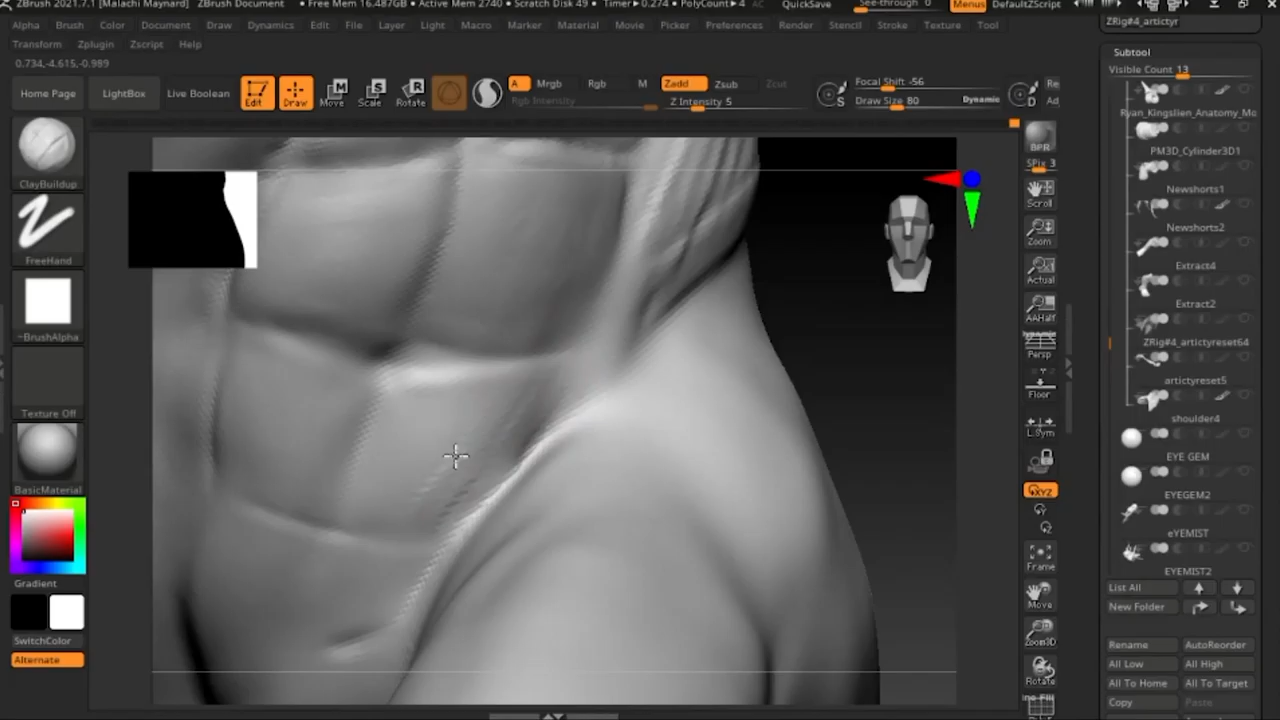 ZBrush 2021.7.1 [Malachi Maynard] ZBrush Document • Free Mem 16.487GB • Active Mem 2740 • Scratch Disk 49 • Timer▸0.274 • PolyCount▸4
QuickSave
See-through 0
Menus
DefaultZScript
Alpha Brush Color Document Draw Dynamics Edit File Layer Light Macro Marker Material Movie Picker Preferences Render Stencil Stroke Texture Tool
Transform Zplugin Zscript Help
0.734,-4.615,-0.989
Home Page
LightBox
Live Boolean
Edit
Draw
Move
Scale
Rotate
A
Mrgb
Rgb
M
Rgb Intensity
Zadd
Zsub
Zcut
Z Intensity 5
S
Focal Shift -56
Draw Size 80
Dynamic
D
Re
Ad
ClayBuildup
FreeHand
~BrushAlpha
Texture Off
BasicMaterial
Gradient
SwitchColor
Alternate
BPR
SPix 3
Scroll
Zoom
Actual
AAHalf
Dynamic
Persp
Floor
L.Sym
XYZ
Y
Z
Frame
Move
Zoom3D
Rotate
ZRig#4_artictyr
Subtool
Visible Count 13
Ryan_Kingslien_Anatomy_Mo
PM3D_Cylinder3D1
Newshorts1
Newshorts2
Extract4
Extract2
ZRig#4_artictyreset64
artictyreset5
shoulder4
EYE GEM
EYEGEM2
eYEMIST
EYEMIST2
List All
New Folder
Rename
AutoReorder
All Low
All High
All To Home
All To Target
Copy
Paste